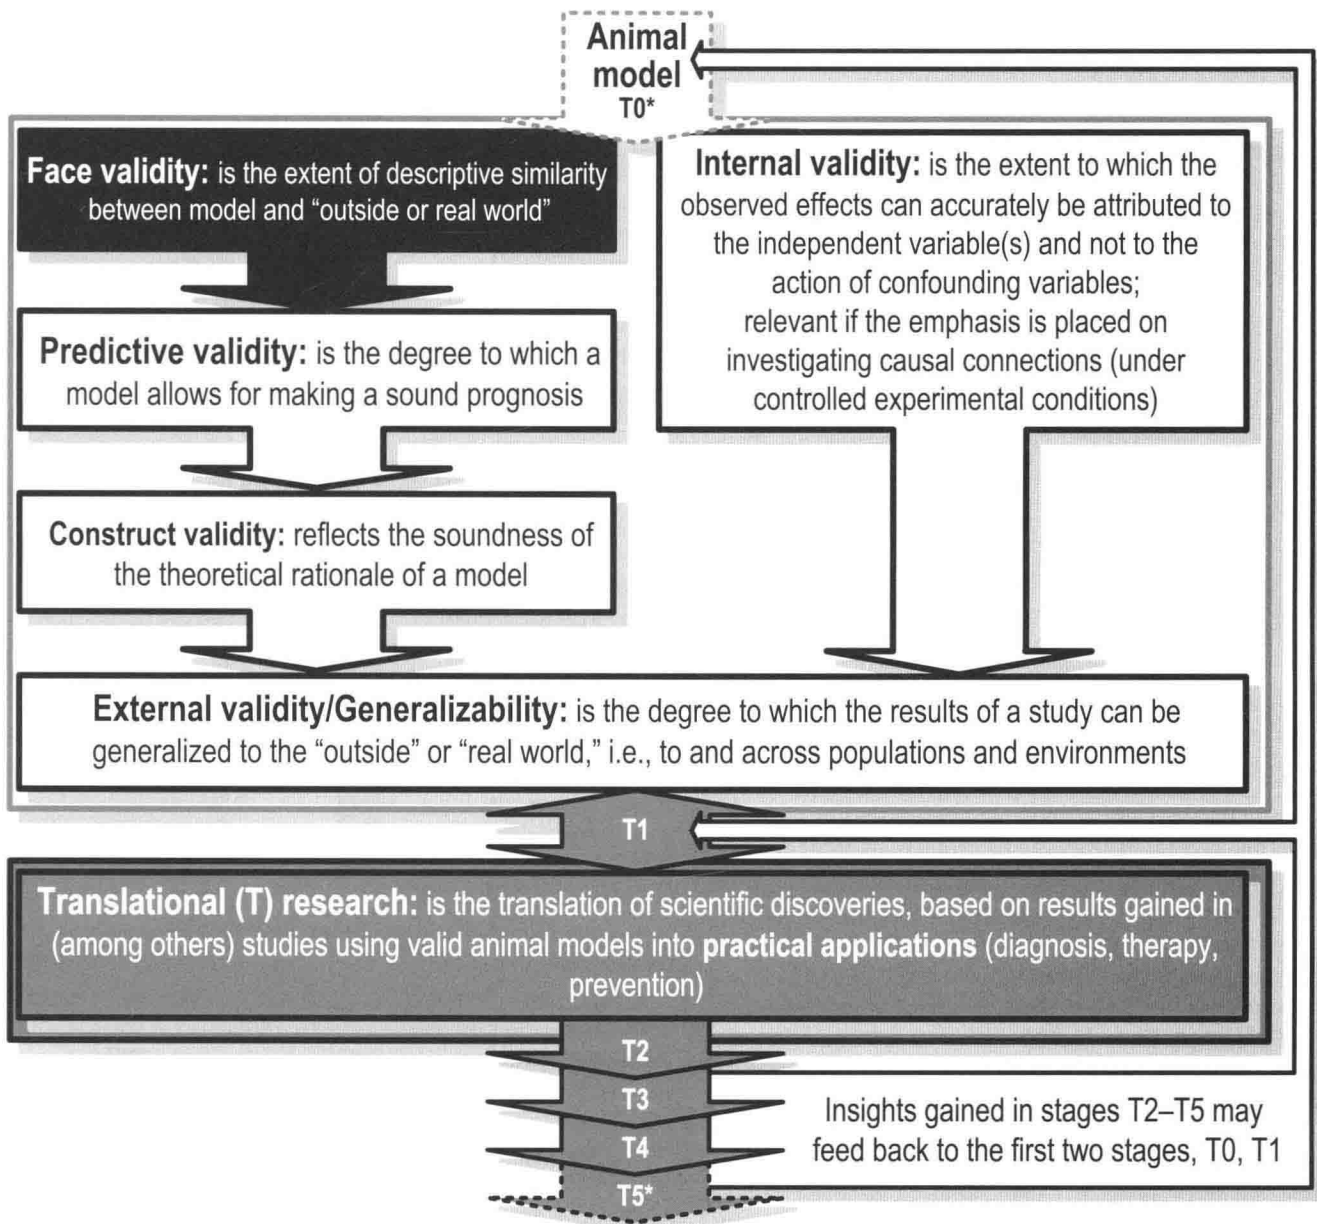 Animal
model
T0*
Face validity: is the extent of descriptive similarity
between model and “outside or real world”
Internal validity: is the extent to which the
observed effects can accurately be attributed to
the independent variable(s) and not to the
action of confounding variables;
relevant if the emphasis is placed on
investigating causal connections (under
controlled experimental conditions)
Predictive validity: is the degree to which a
model allows for making a sound prognosis
Construct validity: reflects the soundness of
the theoretical rationale of a model
External validity/Generalizability: is the degree to which the results of a study can be
generalized to the “outside” or “real world,” i.e., to and across populations and environments
T1
Translational (T) research: is the translation of scientific discoveries, based on results gained in
(among others) studies using valid animal models into practical applications (diagnosis, therapy,
prevention)
T2
T3
T4
T5*
Insights gained in stages T2–T5 may
feed back to the first two stages, T0, T1